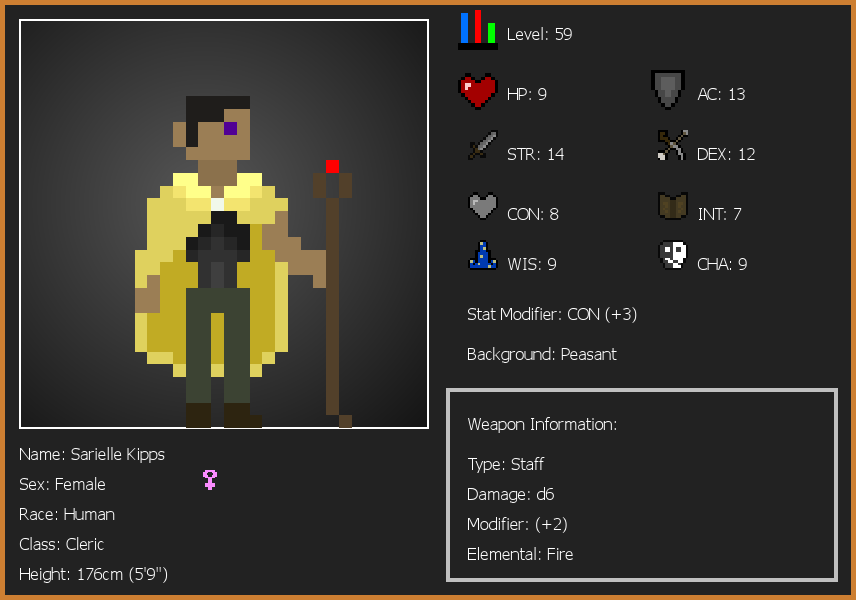 Level: 59
HP: 9
AC: 13
STR: 14
DEX: 12
CON: 8
INT: 7
WIS: 9
CHA: 9
Stat Modifier: CON (+3)
Background: Peasant
Weapon Information:
Type: Staff
Damage: d6
Modifier: (+2)
Elemental: Fire
Name: Sarielle Kipps
Sex: Female
Race: Human
Class: Cleric
Height: 176cm (5'9")